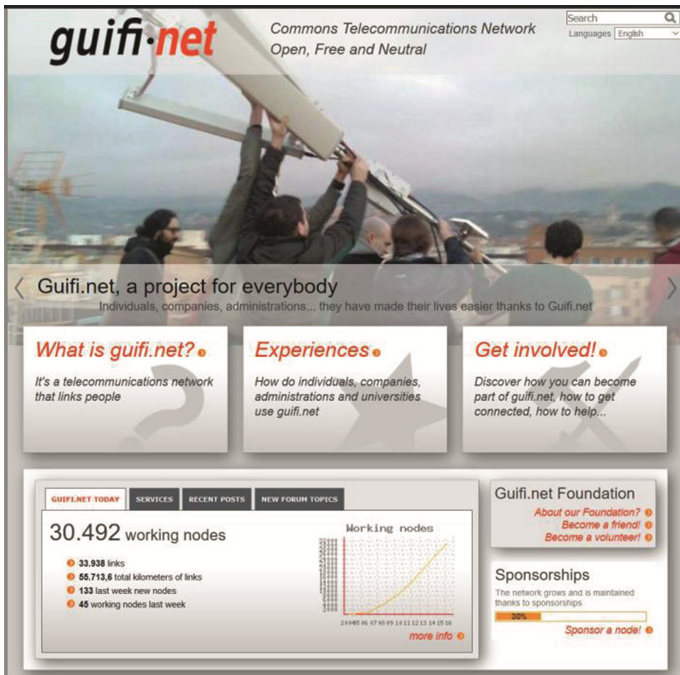 guifi·net
Commons Telecommunications Network
Open, Free and Neutral
Search
Languages English
Guifi.net, a project for everybody
Individuals, companies, administrations... they have made their lives easier thanks to Guifi.net
What is guifi.net?
It's a telecommunications network
that links people
Experiences
How do individuals, companies,
administrations and universities
use guifi.net
Get involved!
Discover how you can become
part of guifi.net, how to get
connected, how to help...
GUIFI.NET TODAY SERVICES RECENT POSTS NEW FORUM TOPICS
30.492 working nodes
33.938 links
55.713,6 total kilometers of links
133 last week new nodes
45 working nodes last week
Working nodes
more info
Guifi.net Foundation
About our Foundation?
Become a friend!
Become a volunteer!
Sponsorships
The network grows and is maintained
thanks to sponsorships
30%
Sponsor a node!